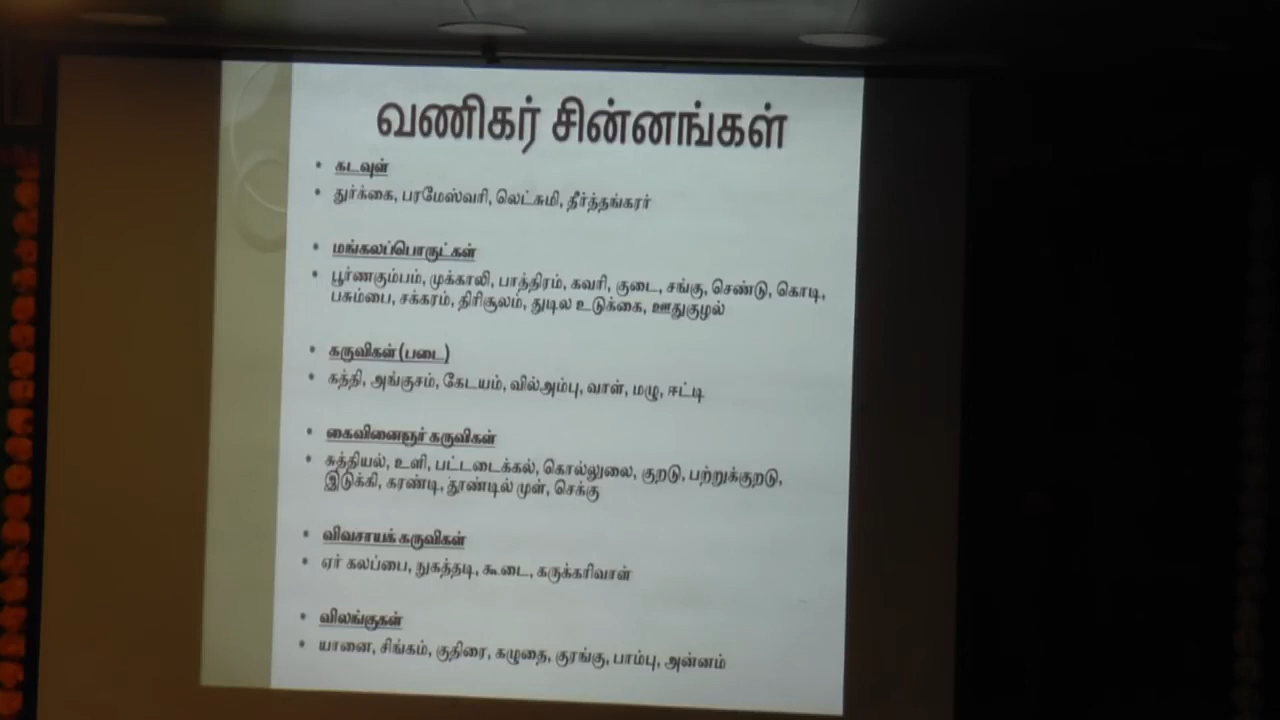 வணிகர் சின்னங்கள்
கடவுள்
துர்க்கை, பரமேஸ்வரி, லெட்சுமி, தீர்த்தங்கரர்
மங்கலப்பொருட்கள்
பூர்ணகும்பம், முக்காலி, பாத்திரம், கவரி, குடை, சங்கு, செண்டு, கொடி,
பசும்பை, சக்கரம், திரிசூலம், துடில உடுக்கை, ஊதுகுழல்
கருவிகள் (படை)
கத்தி, அங்குசம், கேடயம், வில்அம்பு, வாள், மழு, ஈட்டி
கைவினைஞர் கருவிகள்
சுத்தியல், உளி, பட்டடைக்கல், கொல்லுலை, குறடு, பற்றுக்குறடு,
இடுக்கி, கரண்டி, தூண்டில் முள், செக்கு
விவசாயக் கருவிகள்
ஏர் கலப்பை, நுகத்தடி, கூடை, கருக்கரிவாள்
விலங்குகள்
யானை, சிங்கம், குதிரை, கழுதை, குரங்கு, பாம்பு, அன்னம்